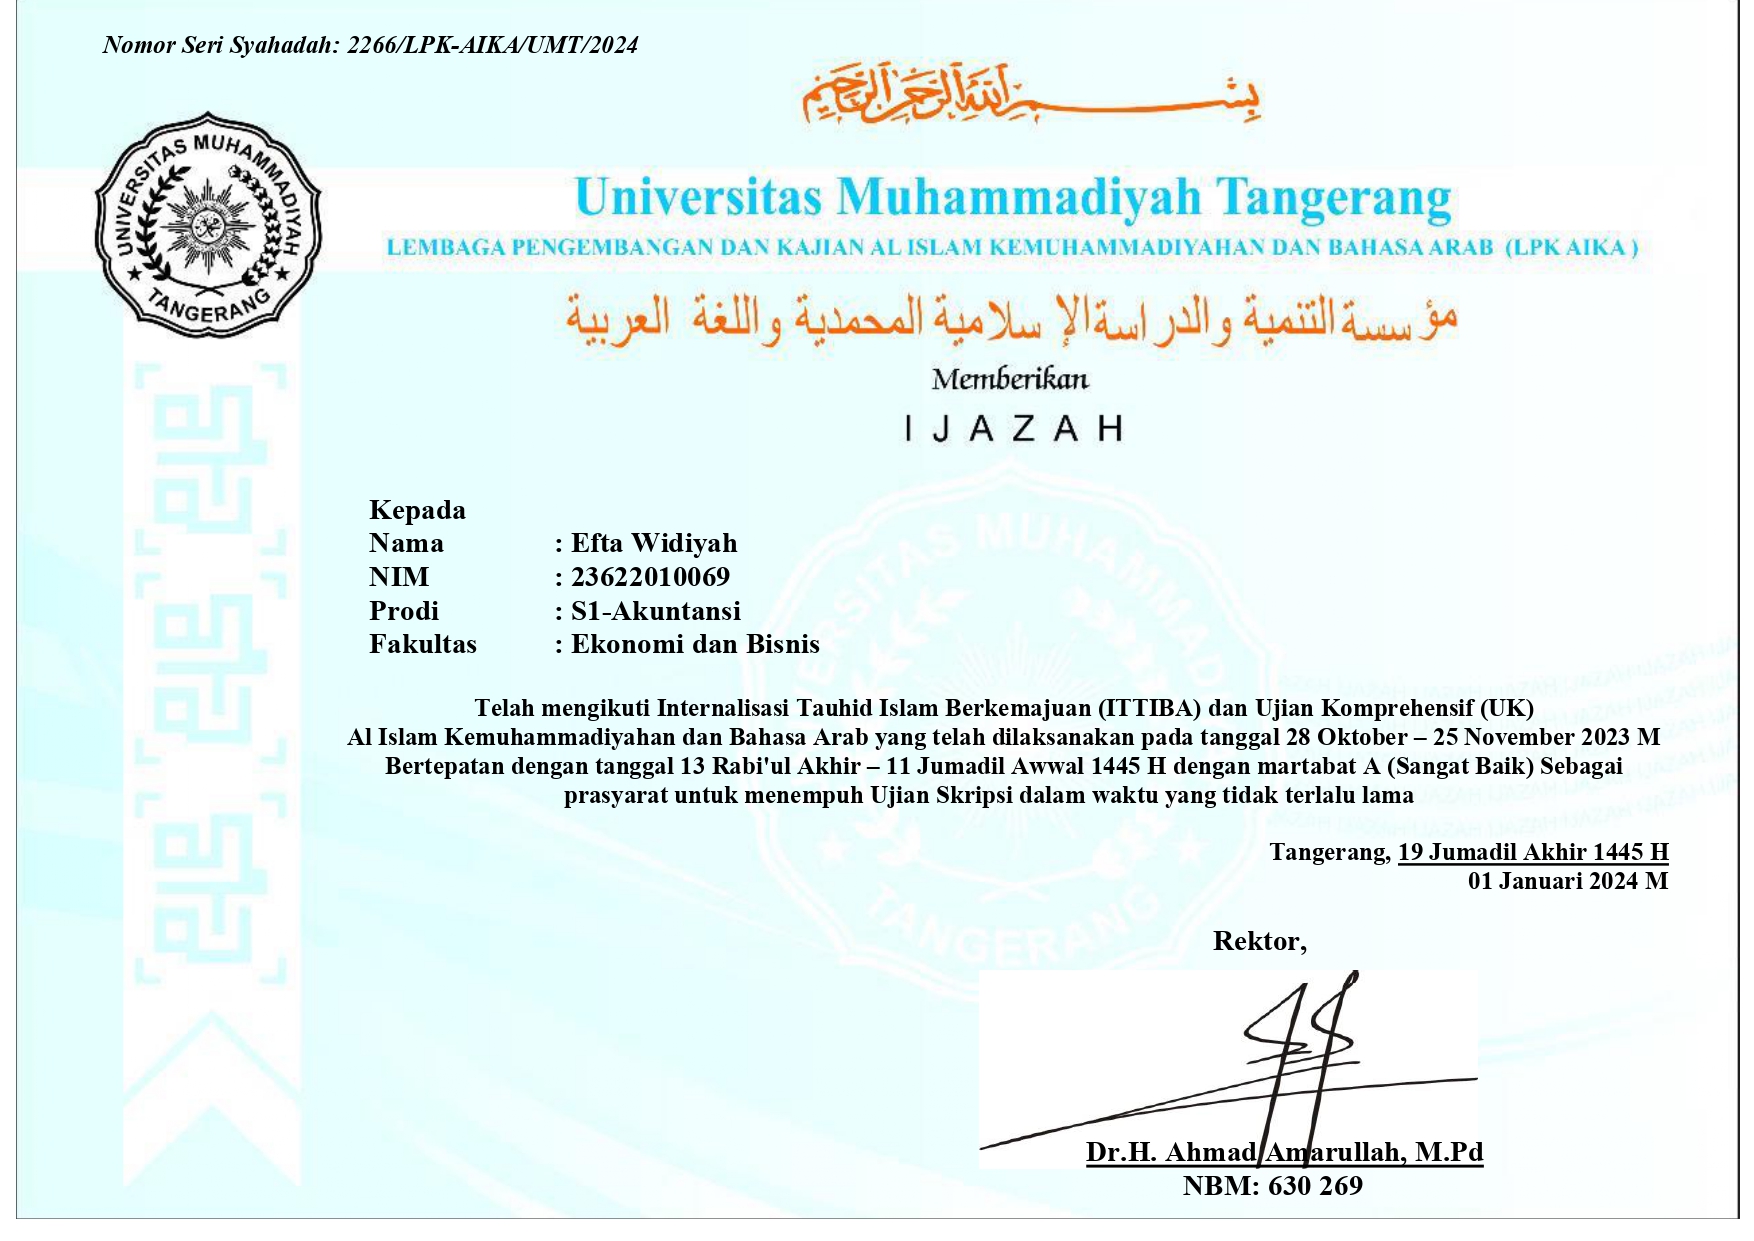 Nomor Seri Syahadah: 2266/LPK-AIKA/UMT/2024
بسم الله الرحمن الرحيم
UNIVERSITAS MUHAMMADIYAH
TANGERANG
Universitas Muhammadiyah Tangerang
LEMBAGA PENGEMBANGAN DAN KAJIAN AL ISLAM KEMUHAMMADIYAHAN DAN BAHASA ARAB (LPK AIKA )
مؤسسة التنمية والدراسة الإسلامية المحمدية واللغة العربية
Memberikan
I J A Z A H
Kepada
Nama : Efta Widiyah
NIM : 23622010069
Prodi : S1-Akuntansi
Fakultas : Ekonomi dan Bisnis
Telah mengikuti Internalisasi Tauhid Islam Berkemajuan (ITTIBA) dan Ujian Komprehensif (UK)
Al Islam Kemuhammadiyahan dan Bahasa Arab yang telah dilaksanakan pada tanggal 28 Oktober – 25 November 2023 M
Bertepatan dengan tanggal 13 Rabi'ul Akhir – 11 Jumadil Awwal 1445 H dengan martabat A (Sangat Baik) Sebagai
prasyarat untuk menempuh Ujian Skripsi dalam waktu yang tidak terlalu lama
Tangerang, 19 Jumadil Akhir 1445 H
01 Januari 2024 M
Rektor,
Dr.H. Ahmad Amarullah, M.Pd
NBM: 630 269